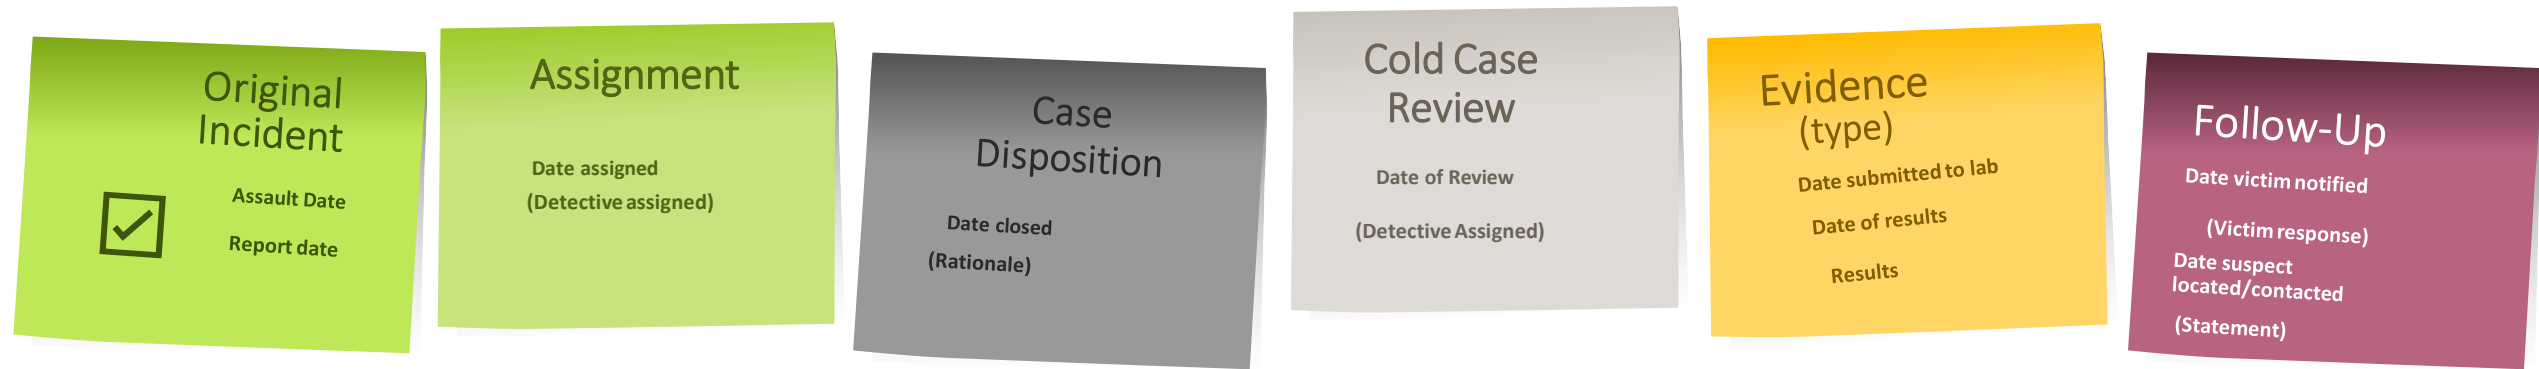 Original
Incident
Assault Date
Report date
Assignment
Date assigned
(Detective assigned)
Case
Disposition
Date closed
(Rationale)
Cold Case
Review
Date of Review
(Detective Assigned)
Evidence
(type)
Date submitted to lab
Date of results
Results
Follow-Up
Date victim notified
(Victim response)
Date suspect
located/contacted
(Statement)